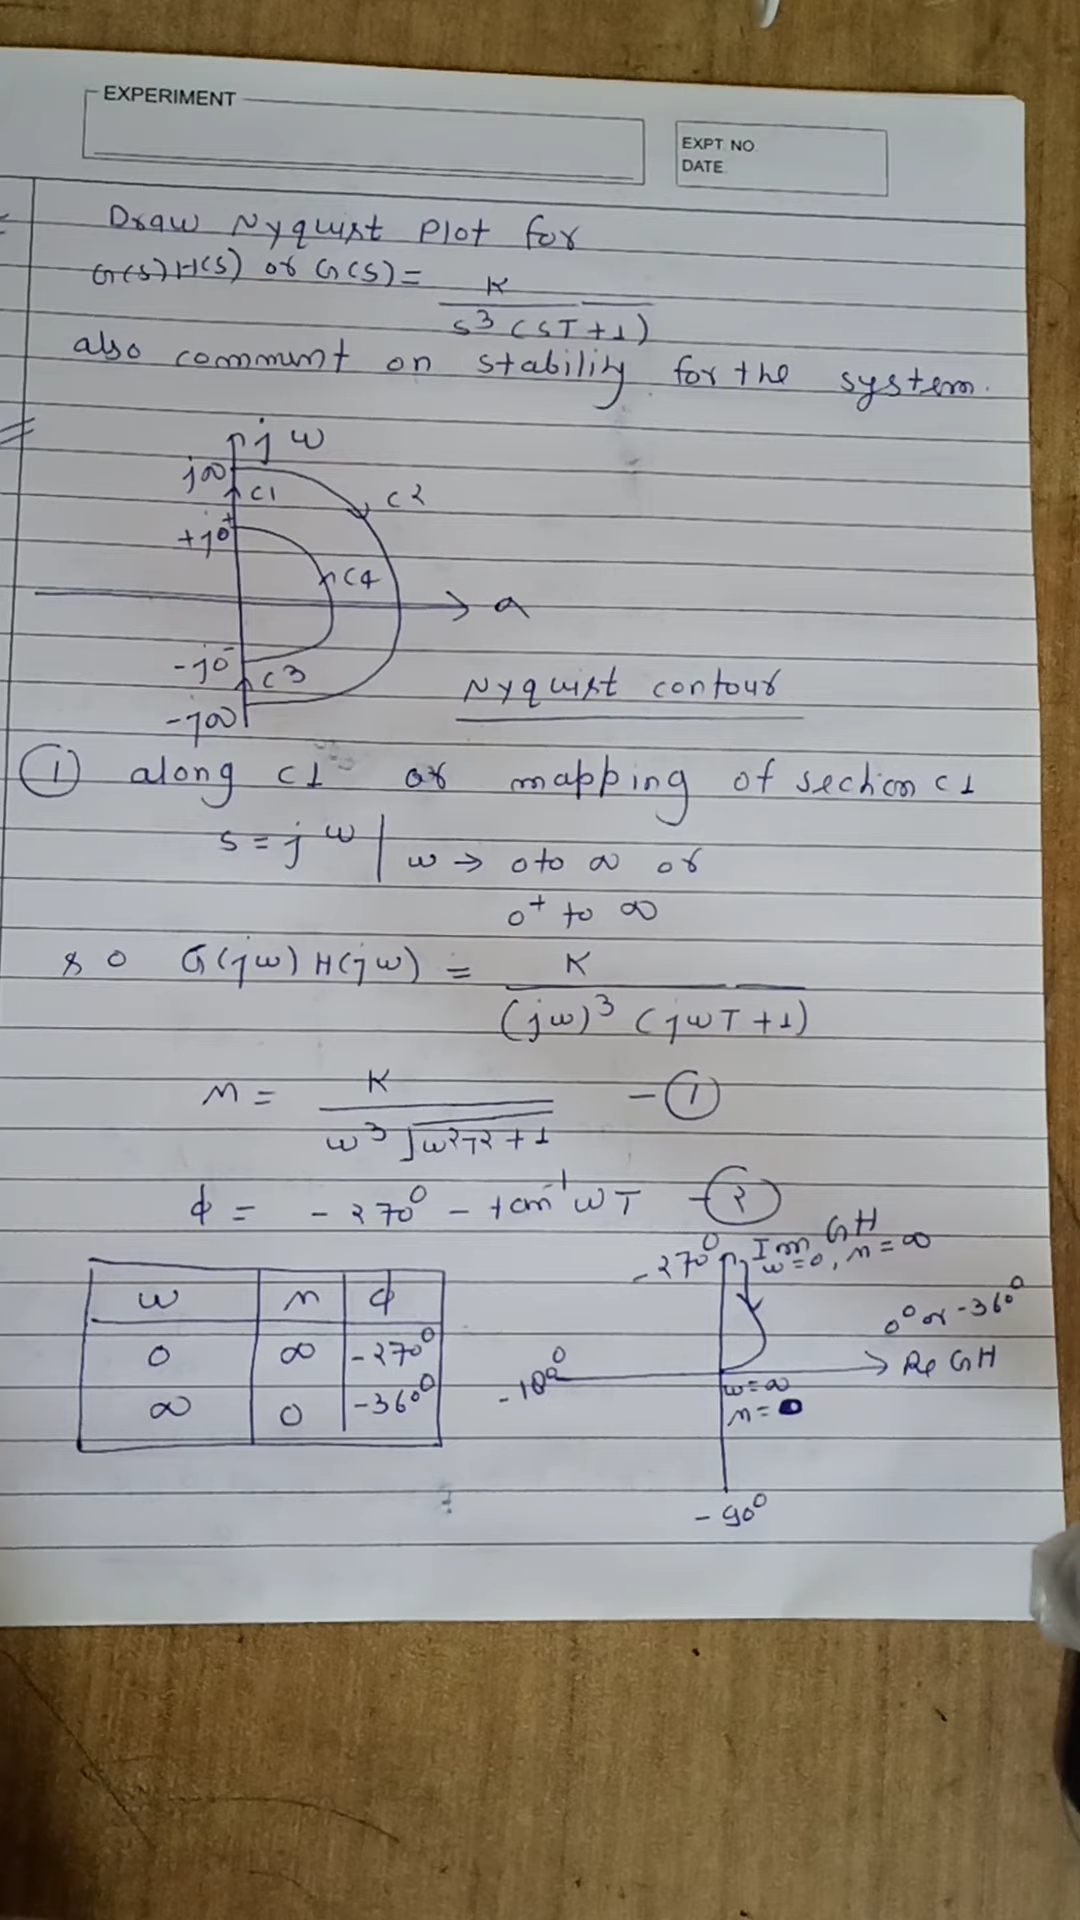 EXPERIMENT
EXPT. NO.
DATE
Draw Nyquist Plot for
G(s)H(s) or G(s) = K / s³(sT+1)
also comment on stability for the system.
jω
j∞
C1
C2
+j0⁺
C4
σ
-j0⁻
C3
-j∞
Nyquist contour
① along C1 or mapping of section C1
s = jω | ω → 0 to ∞ or
0⁺ to ∞
so G(jω)H(jω) = K / (jω)³(jωT+1)
M = K / ω³√ω²T²+1 - ①
ϕ = -270° - tan⁻¹ωT - ②
-270° Im GH
ω=0, M=∞
ω M ϕ
0 ∞ -270°
∞ 0 -360°
0° or -360°
-180°
Re GH
ω=∞
M=0
-90°